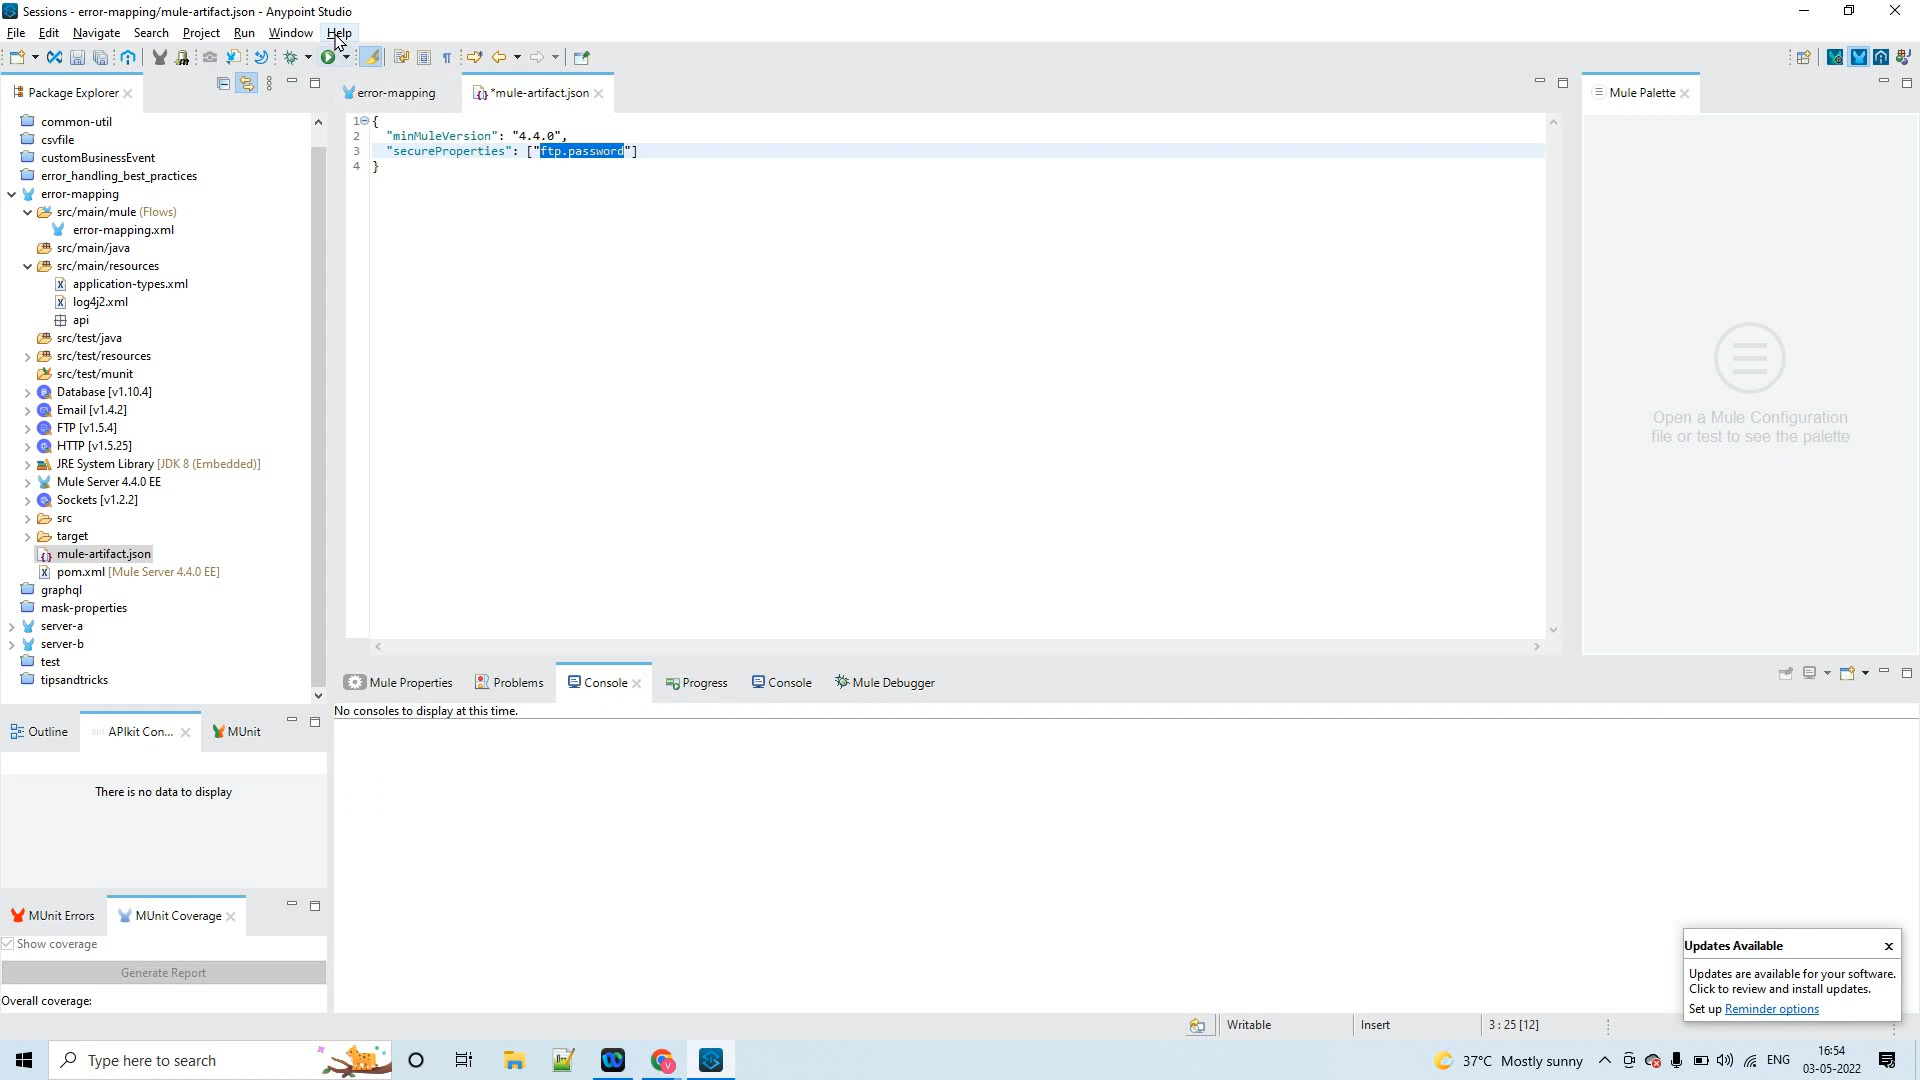 Sessions - error-mapping/mule-artifact.json - Anypoint Studio
File Edit Navigate Search Project Run Window Help
Package Explorer
error-mapping
*mule-artifact.json
Mule Palette
common-util
csvfile
customBusinessEvent
error_handling_best_practices
error-mapping
src/main/mule (Flows)
error-mapping.xml
src/main/java
src/main/resources
application-types.xml
log4j2.xml
api
src/test/java
src/test/resources
src/test/munit
Database [v1.10.4]
Email [v1.4.2]
FTP [v1.5.4]
HTTP [v1.5.25]
JRE System Library [JDK 8 (Embedded)]
Mule Server 4.4.0 EE
Sockets [v1.2.2]
src
target
mule-artifact.json
pom.xml [Mule Server 4.4.0 EE]
graphql
mask-properties
server-a
server-b
test
tipsandtricks
1 {
2 "minMuleVersion": "4.4.0",
3 "secureProperties": ["ftp.password"]
4 }
Open a Mule Configuration
file or test to see the palette
Mule Properties
Problems
Console
Progress
Console
Mule Debugger
No consoles to display at this time.
Outline
APIkit Con...
MUnit
There is no data to display
MUnit Errors
MUnit Coverage
Show coverage
Generate Report
Overall coverage:
Updates Available
Updates are available for your software.
Click to review and install updates.
Set up Reminder options
Writable
Insert
3 : 25 [12]
Type here to search
37°C Mostly sunny
ENG
16:54
03-05-2022